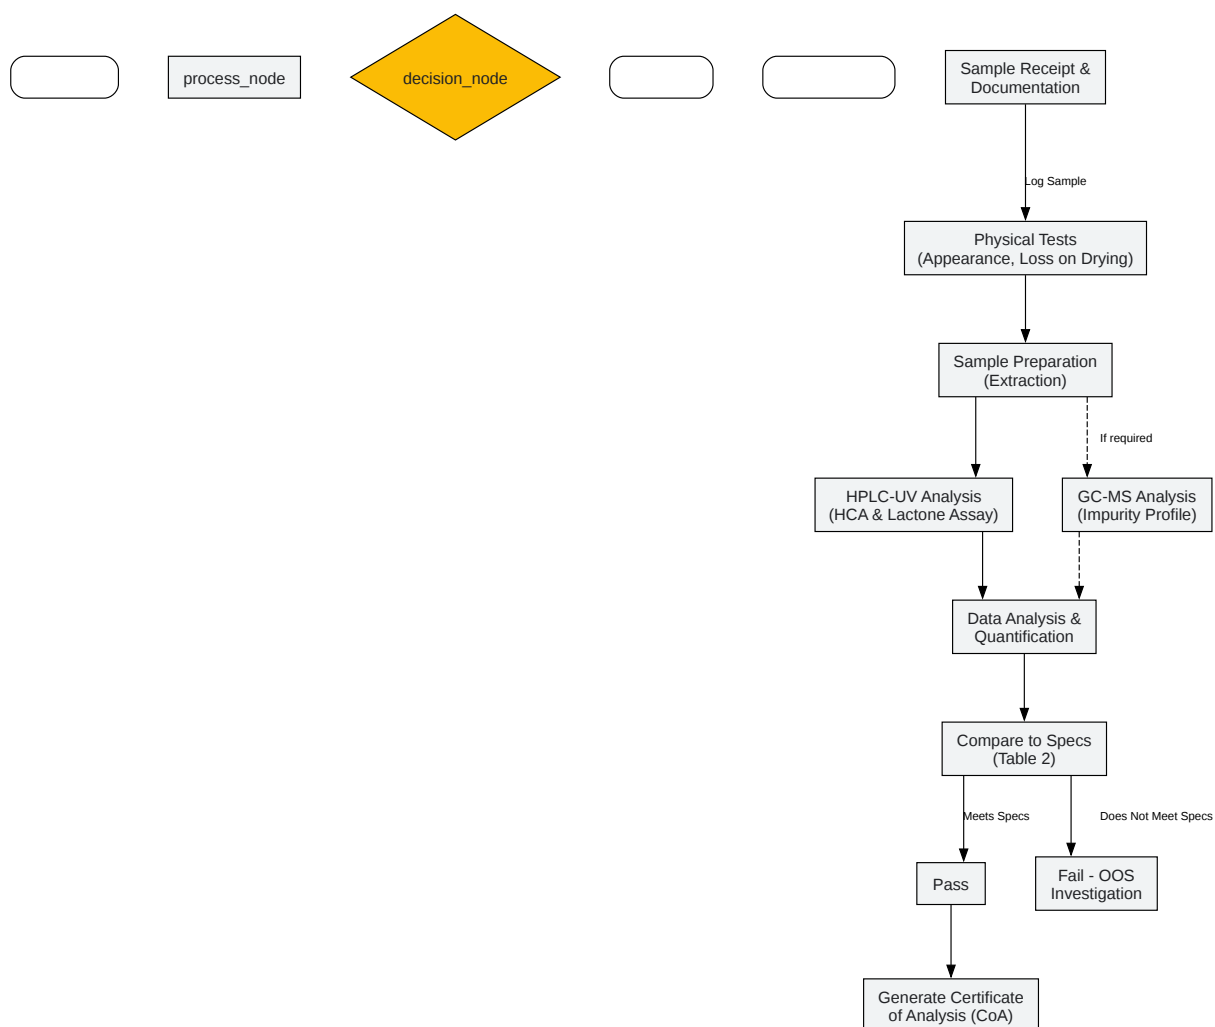 process_node
decision_node
Sample Receipt &
Documentation
Log Sample
Physical Tests
(Appearance, Loss on Drying)
Sample Preparation
(Extraction)
If required
HPLC-UV Analysis
(HCA & Lactone Assay)
GC-MS Analysis
(Impurity Profile)
Data Analysis &
Quantification
Compare to Specs
(Table 2)
Meets Specs
Does Not Meet Specs
Pass
Fail - OOS
Investigation
Generate Certificate
of Analysis (CoA)